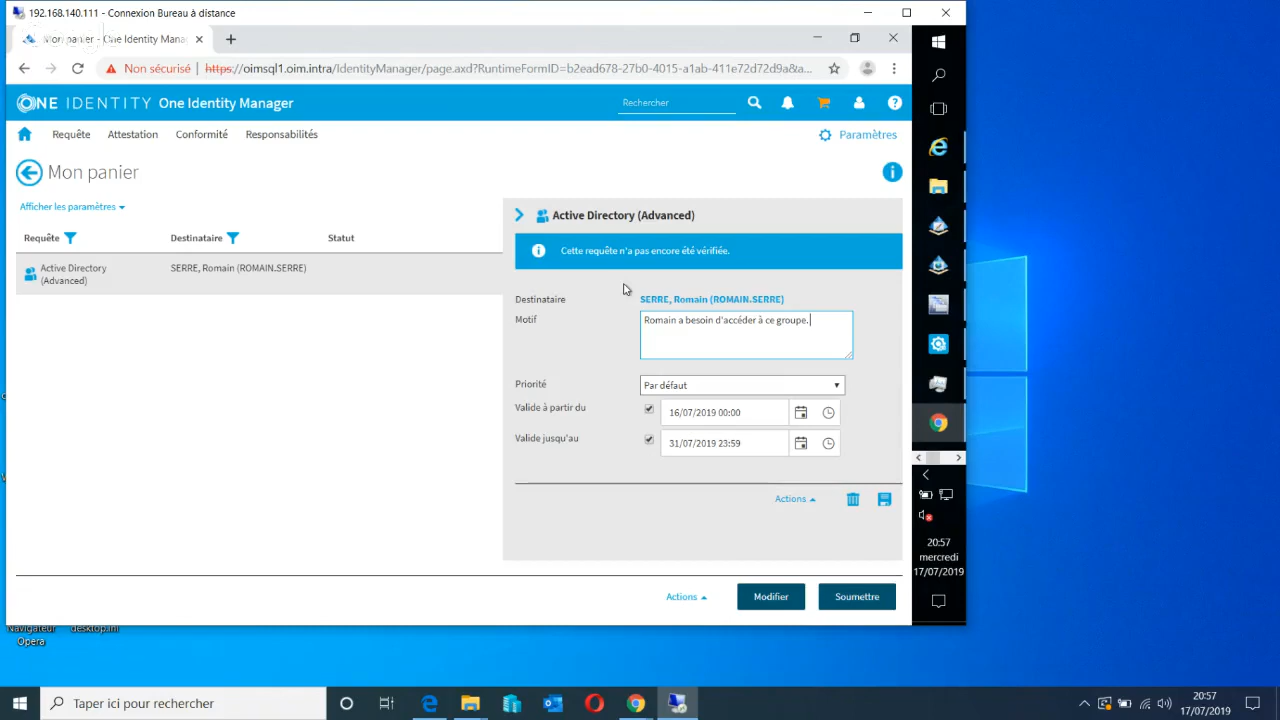 192.168.140.111 - Connexion Bureau à distance
Mon panier - One Identity Mana
Non sécurisé
https://oimsql1.oim.intra/IdentityManager/page.axd?RuntimeFormID=b2ead678-27b0-4015-a1ab-411e72d72d9a&a...
ONE IDENTITY One Identity Manager
Rechercher
Requête Attestation Conformité Responsabilités
Paramètres
Mon panier
Afficher les paramètres
Requête Destinataire Statut
Active Directory
(Advanced)
SERRE, Romain (ROMAIN.SERRE)
Active Directory (Advanced)
Cette requête n'a pas encore été vérifiée.
Destinataire SERRE, Romain (ROMAIN.SERRE)
Motif Romain a besoin d'accéder à ce groupe.
Priorité Par défaut
Valide à partir du 16/07/2019 00:00
Valide jusqu'au 31/07/2019 23:59
Actions
Actions Modifier Soumettre
20:57
mercredi
17/07/2019
Navigateur
Opera
desktop.ini
Taper ici pour rechercher
20:57
17/07/2019